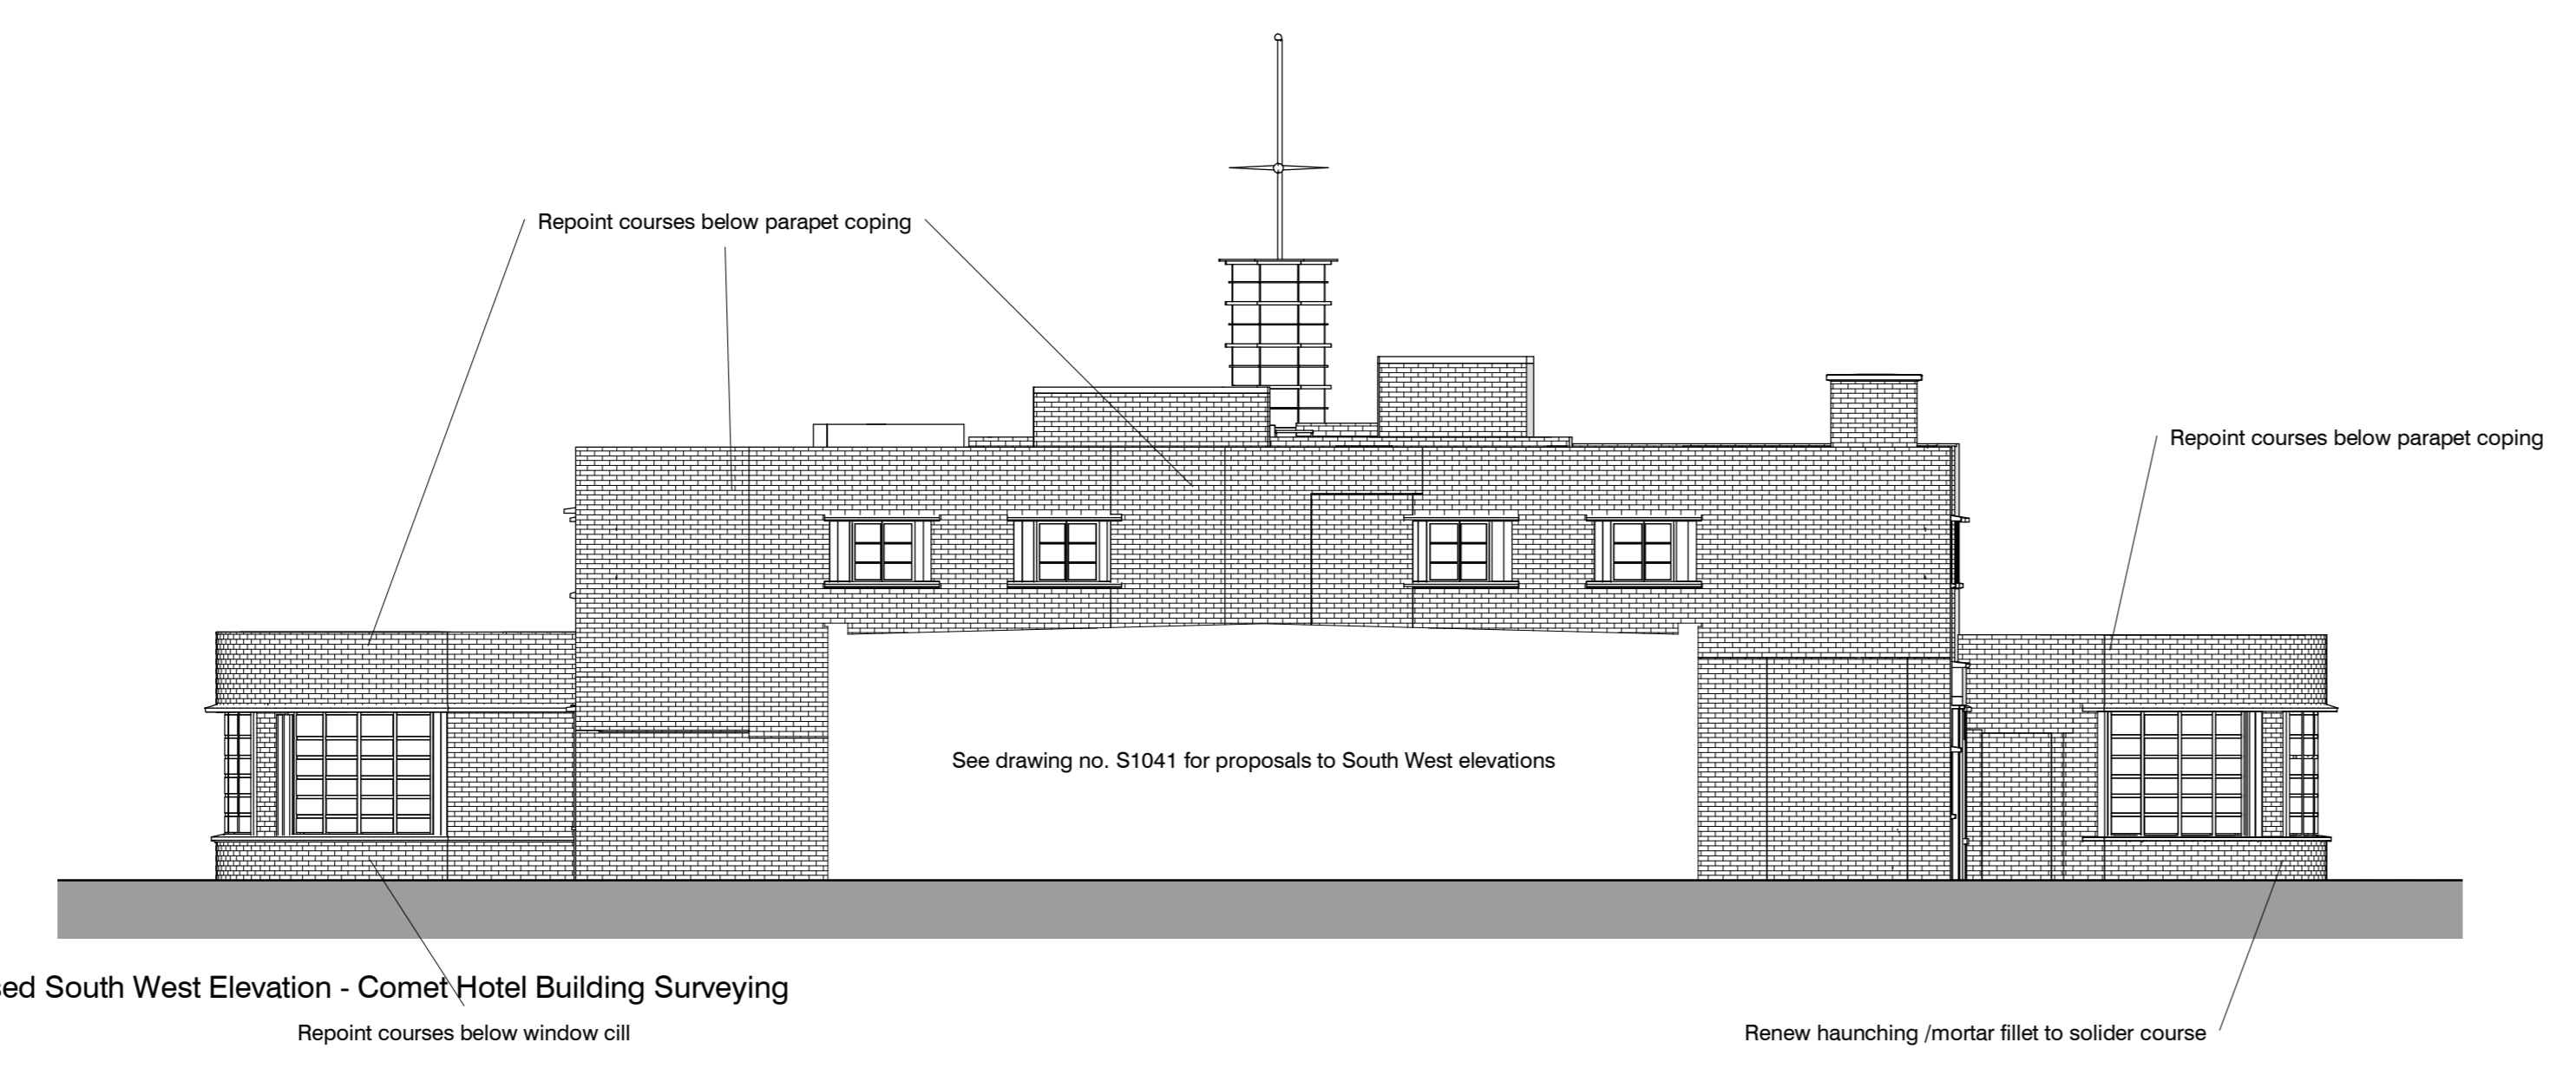 Repoint courses below parapet coping
Repoint courses below parapet coping
See drawing no. S1041 for proposals to South West elevations
sed South West Elevation - Comet Hotel Building Surveying
Repoint courses below window cill
Renew haunching /mortar fillet to solider course